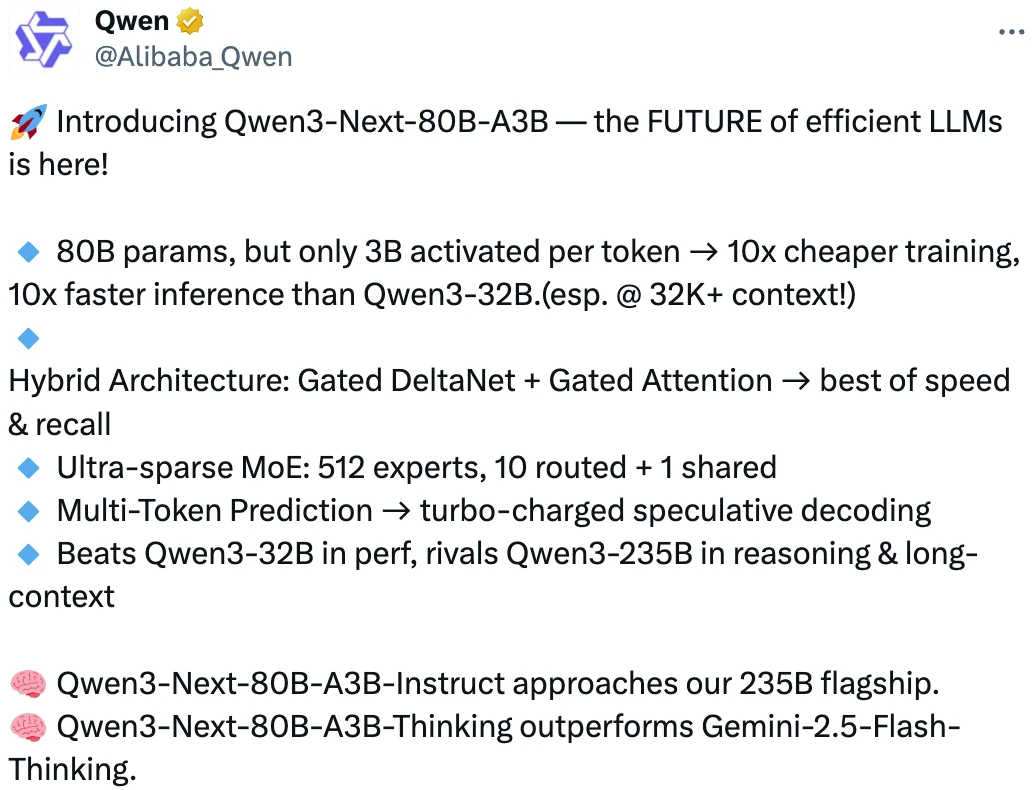 Qwen
@Alibaba_Qwen
🚀 Introducing Qwen3-Next-80B-A3B — the FUTURE of efficient LLMs
is here!
🔹 80B params, but only 3B activated per token → 10x cheaper training,
10x faster inference than Qwen3-32B.(esp. @ 32K+ context!)
🔹
Hybrid Architecture: Gated DeltaNet + Gated Attention → best of speed
& recall
🔹 Ultra-sparse MoE: 512 experts, 10 routed + 1 shared
🔹 Multi-Token Prediction → turbo-charged speculative decoding
🔹 Beats Qwen3-32B in perf, rivals Qwen3-235B in reasoning & long-
context
🧠 Qwen3-Next-80B-A3B-Instruct approaches our 235B flagship.
🧠 Qwen3-Next-80B-A3B-Thinking outperforms Gemini-2.5-Flash-
Thinking.